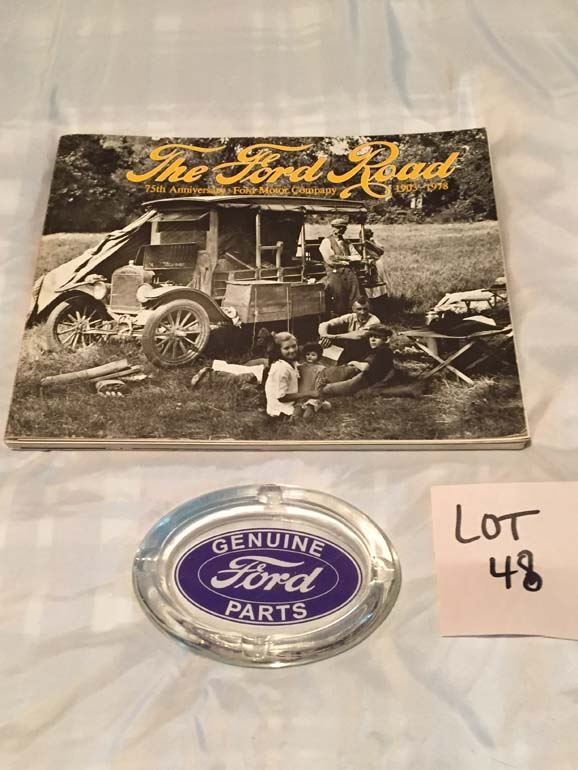 The Ford Road
75th Anniversary · Ford Motor Company 1903 · 1978
GENUINE
Ford
PARTS
LOT
48